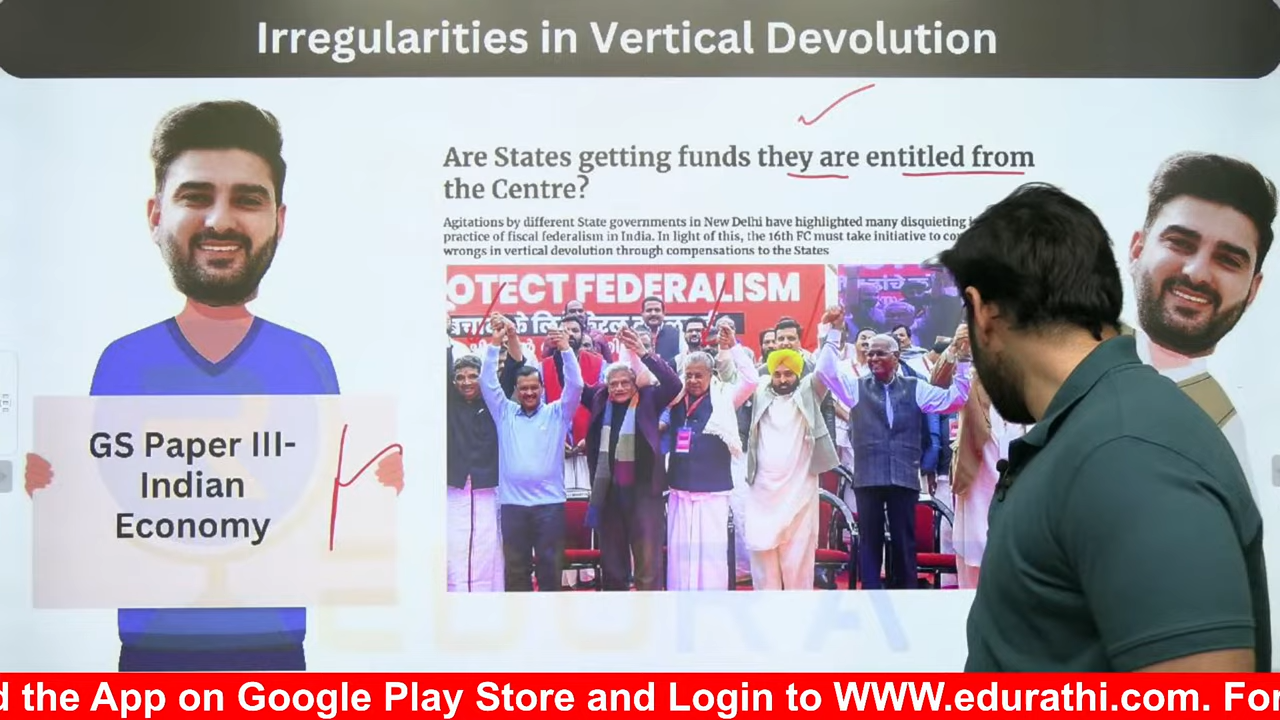 Irregularities in Vertical Devolution
Are States getting funds they are entitled from
the Centre?
Agitations by different State governments in New Delhi have highlighted many disquieting
practice of fiscal federalism in India. In light of this, the 16th FC must take initiative to
wrongs in vertical devolution through compensations to the States
OTECT FEDERALISM
GS Paper III-
Indian
Economy
EDURA
d the App on Google Play Store and Login to WWW.edurathi.com. For